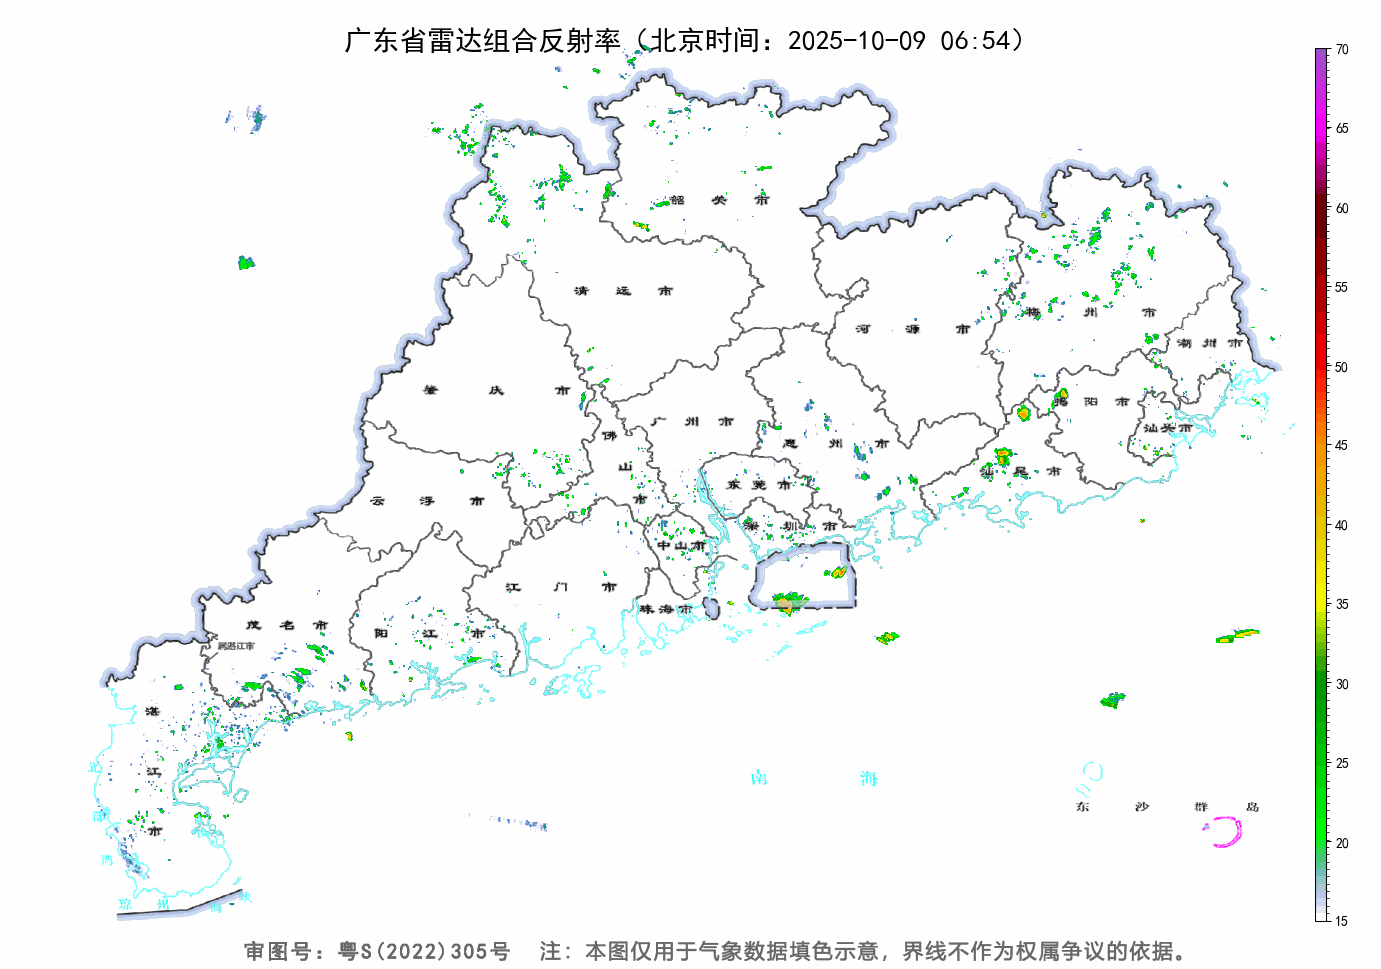 广东省雷达组合反射率（北京时间：2025-10-09 06:54）
70
65
60
55
50
45
40
35
30
25
20
15
韶关市
清远市
河源市
梅州市
潮州市
肇庆市
广州市
佛山市
惠州市
揭阳市
汕头市
汕尾市
云浮市
东莞市
深圳市
中山市
江门市
珠海市
茂名市
阳江市
属湛江市
湛江市
北部湾
南海
东沙群岛
琼州海峡
审图号：粤S(2022)305号 注：本图仅用于气象数据填色示意，界线不作为权属争议的依据。